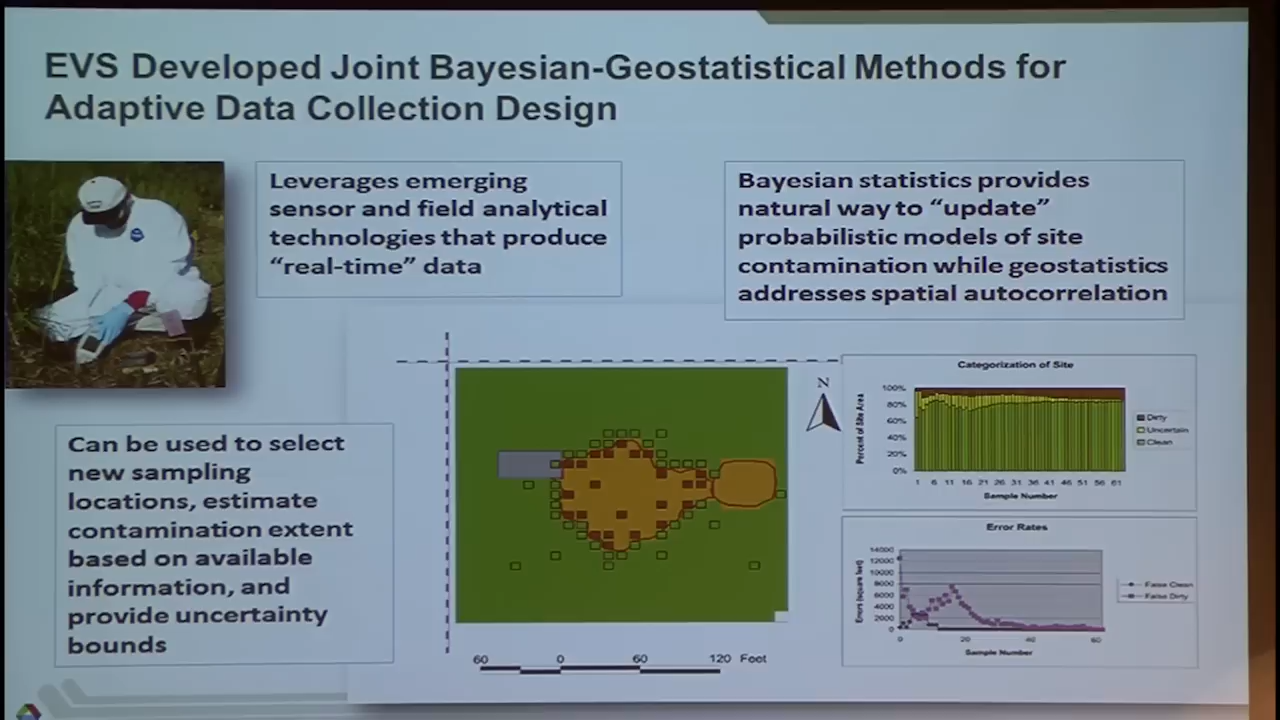 EVS Developed Joint Bayesian-Geostatistical Methods for
Adaptive Data Collection Design
Leverages emerging
sensor and field analytical
technologies that produce
“real-time” data
Bayesian statistics provides
natural way to “update”
probabilistic models of site
contamination while geostatistics
addresses spatial autocorrelation
Can be used to select
new sampling
locations, estimate
contamination extent
based on available
information, and
provide uncertainty
bounds
N
60 0 60 120 Feet
Categorization of Site
Percent of Site Area
100%
80%
60%
40%
20%
0%
1 6 11 16 21 26 31 36 41 46 51 56 61
Sample Number
Dirty
Uncertain
Clean
Error Rates
Errors (square feet)
14000
12000
10000
8000
6000
4000
2000
0
0 20 40 60
Sample Number
False Clean
False Dirty